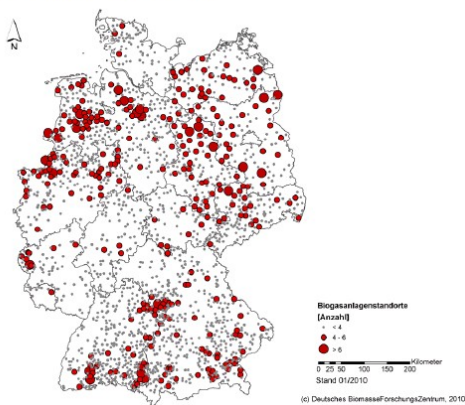 N
Biogasanlagenstandorte
[Anzahl]
< 4
4 - 6
> 6
Kilometer
0 25 50 100 150 200
Stand 01/2010
(c) Deutsches BiomasseForschungsZentrum, 2010